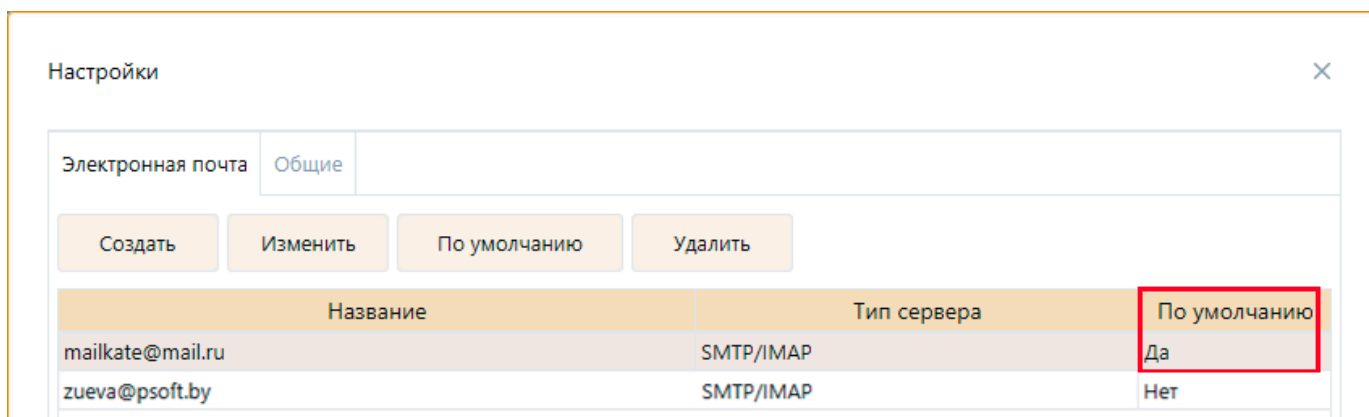 Настройки
Электронная почта Общие
Создать Изменить По умолчанию Удалить
Название Тип сервера По умолчанию
mailkate@mail.ru SMTP/IMAP Да
zueva@psoft.by SMTP/IMAP Нет